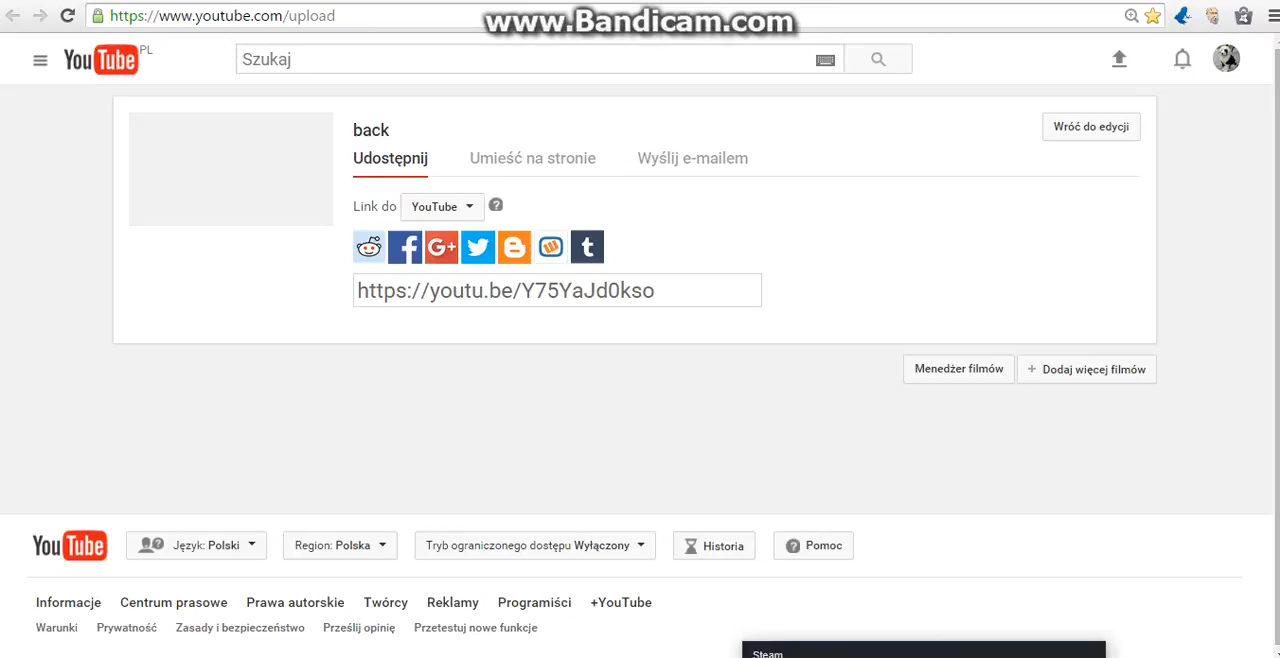 https://www.youtube.com/upload
www.Bandicam.com
YouTube PL
Szukaj
back
Wróć do edycji
Udostępnij Umieść na stronie Wyślij e-mailem
Link do YouTube ?
f G+ t
https://youtu.be/Y75YaJd0kso
Menedżer filmów + Dodaj więcej filmów
YouTube ? Język: Polski Region: Polska Tryb ograniczonego dostępu Wyłączony Historia ? Pomoc
Informacje Centrum prasowe Prawa autorskie Twórcy Reklamy Programiści +YouTube
Warunki Prywatność Zasady i bezpieczeństwo Prześlij opinię Przetestuj nowe funkcje
Steam